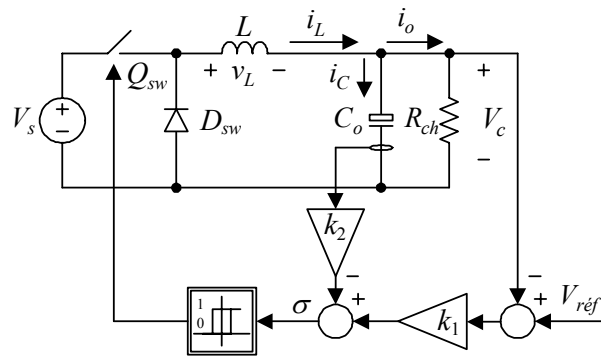 L
i_L
i_o
Q_sw
+ v_L −
i_C
+
V_s
+
−
D_sw
C_o
R_ch
V_c
−
k_2
−
−
1
0
σ
+
k_1
+
V_réf